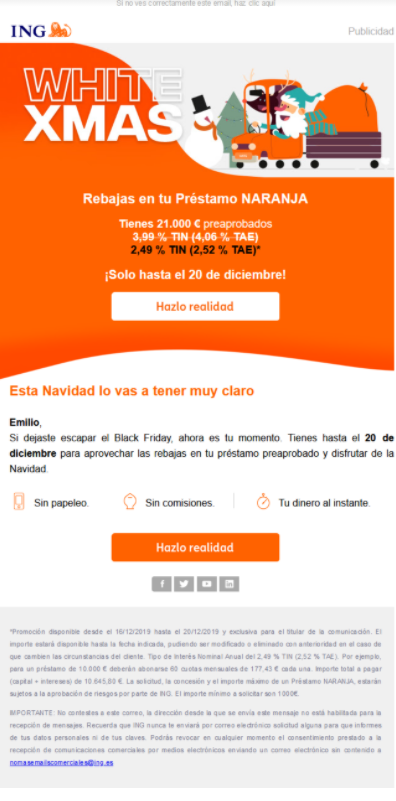 Si no ves correctamente este email, haz clic aquí
ING
Publicidad
WHITE
XMAS
Rebajas en tu Préstamo NARANJA
Tienes 21.000 € preaprobados
3,99 % TIN (4,06 % TAE)
2,49 % TIN (2,52 % TAE)*
¡Solo hasta el 20 de diciembre!
Hazlo realidad
Esta Navidad lo vas a tener muy claro
Emilio,
Si dejaste escapar el Black Friday, ahora es tu momento. Tienes hasta el 20 de
diciembre para aprovechar las rebajas en tu préstamo preaprobado y disfrutar de la
Navidad.
Sin papeleo.
Sin comisiones.
Tu dinero al instante.
Hazlo realidad
*Promoción disponible desde el 16/12/2019 hasta el 20/12/2019 y exclusiva para el titular de la comunicación. El
importe estará disponible hasta la fecha indicada, pudiendo ser modificado o eliminado con anterioridad en el caso de
que cambien las circunstancias del cliente. Tipo de Interés Nominal Anual del 2,49 % TIN (2,52 % TAE). Por ejemplo,
para un préstamo de 10.000 € deberán abonarse 60 cuotas mensuales de 177,43 € cada una. Importe total a pagar
(capital + intereses) de 10.645,80 €. La solicitud, la concesión y el importe máximo de un Préstamo NARANJA, estarán
sujetos a la aprobación de riesgos por parte de ING. El importe mínimo a solicitar son 1000€.
IMPORTANTE: No contestes a este correo, la dirección desde la que se envía este mensaje no está habilitada para la
recepción de mensajes. Recuerda que ING nunca te enviará por correo electrónico solicitud alguna para que informes
de tus datos personales ni de tus claves. Podrás revocar en cualquier momento el consentimiento prestado a la
recepción de comunicaciones comerciales por medios electrónicos enviando un correo electrónico sin contenido a
nomasemailscomerciales@ing.es